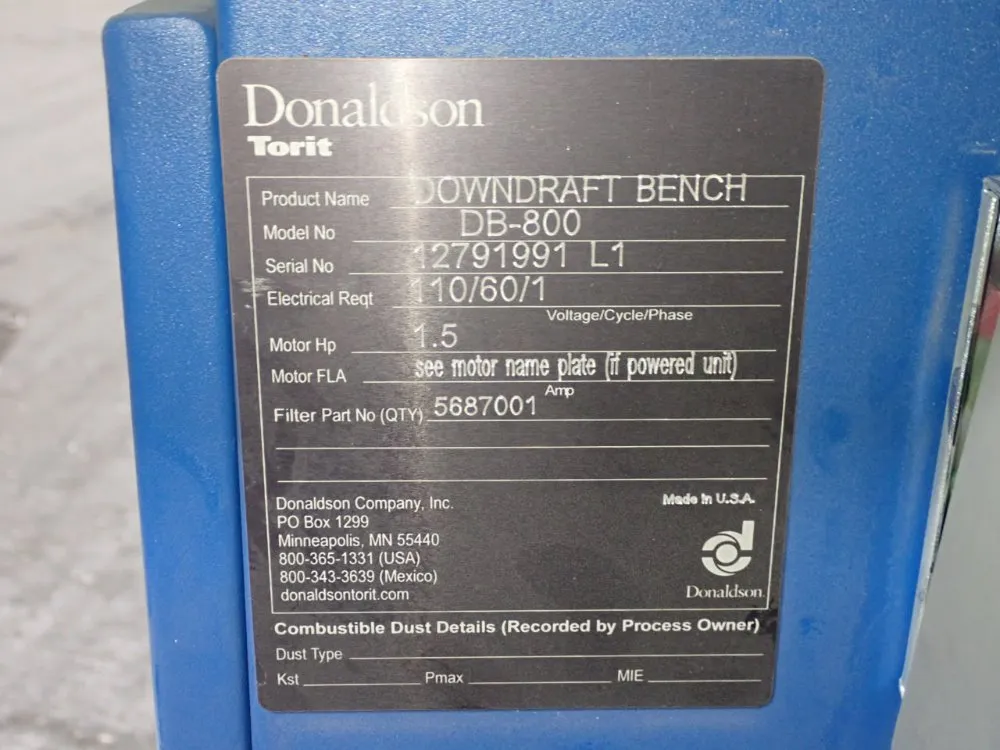 Donaldson
Torit
Product Name DOWNDRAFT BENCH
Model No DB-800
Serial No 12791991 L1
Electrical Reqt 110/60/1
Voltage/Cycle/Phase
Motor Hp 1.5
Motor FLA see motor name plate (if powered unit)
Amp
Filter Part No (QTY) 5687001
Donaldson Company, Inc.
PO Box 1299
Minneapolis, MN 55440
800-365-1331 (USA)
800-343-3639 (Mexico)
donaldsontorit.com
Made in U.S.A.
Donaldson.
Combustible Dust Details (Recorded by Process Owner)
Dust Type
Kst Pmax MIE